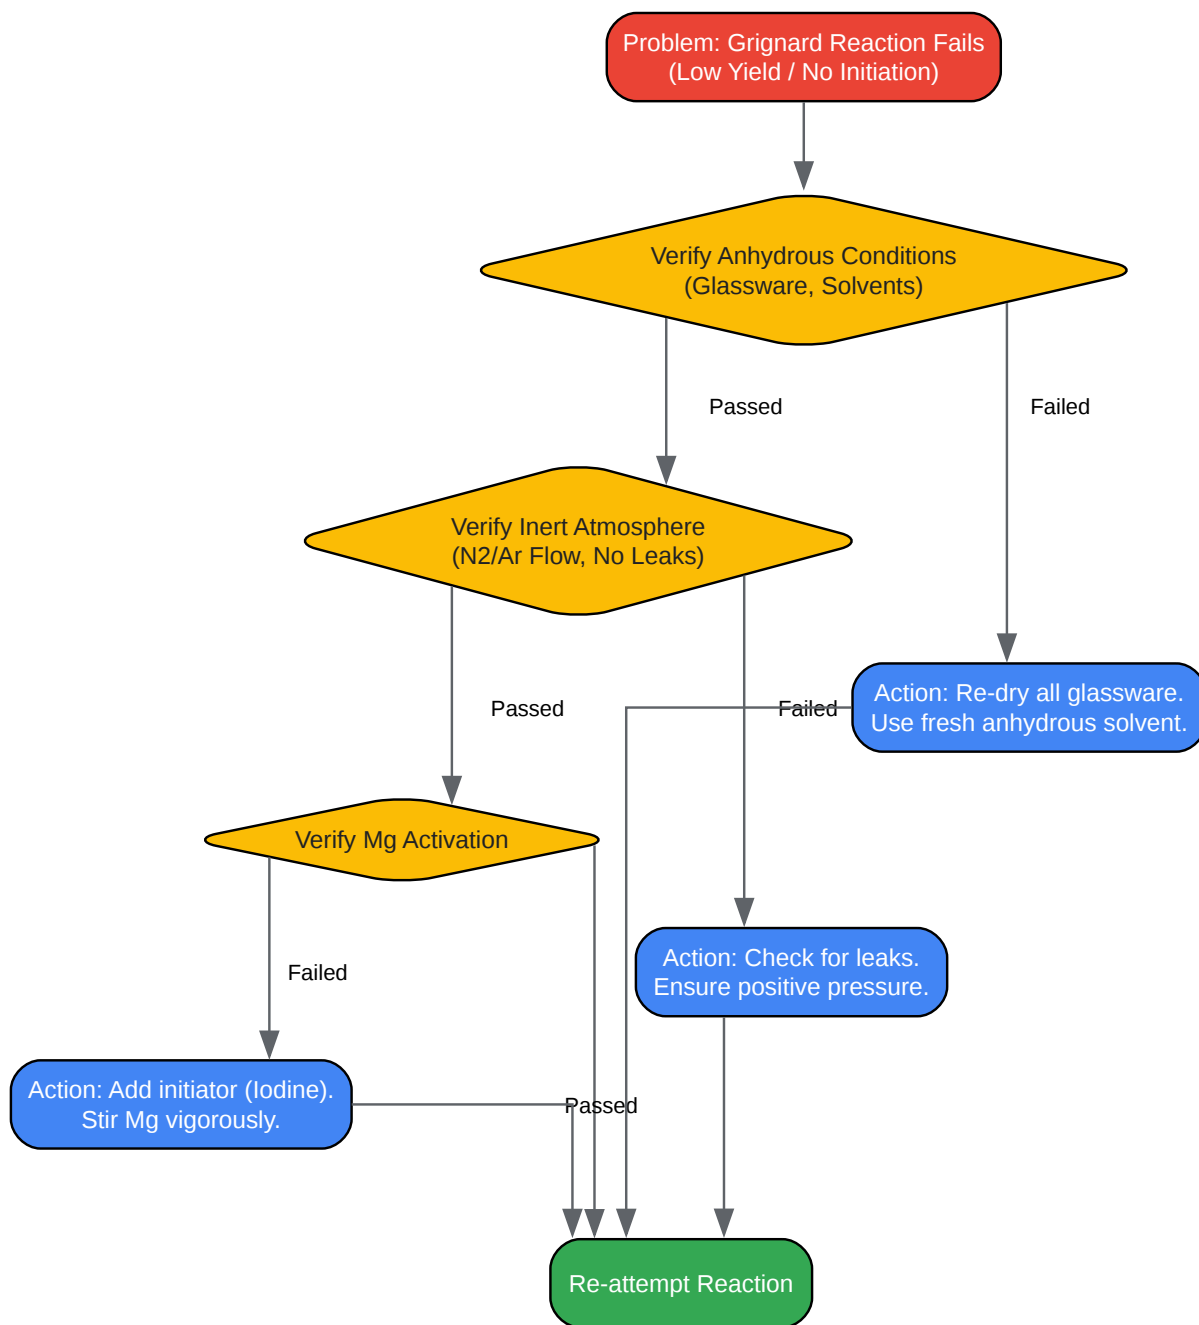 Problem: Grignard Reaction Fails
(Low Yield / No Initiation)
Verify Anhydrous Conditions
(Glassware, Solvents)
Passed
Failed
Verify Inert Atmosphere
(N2/Ar Flow, No Leaks)
Passed
Failed
Action: Re-dry all glassware.
Use fresh anhydrous solvent.
Verify Mg Activation
Failed
Action: Check for leaks.
Ensure positive pressure.
Action: Add initiator (Iodine).
Stir Mg vigorously.
Passed
Re-attempt Reaction